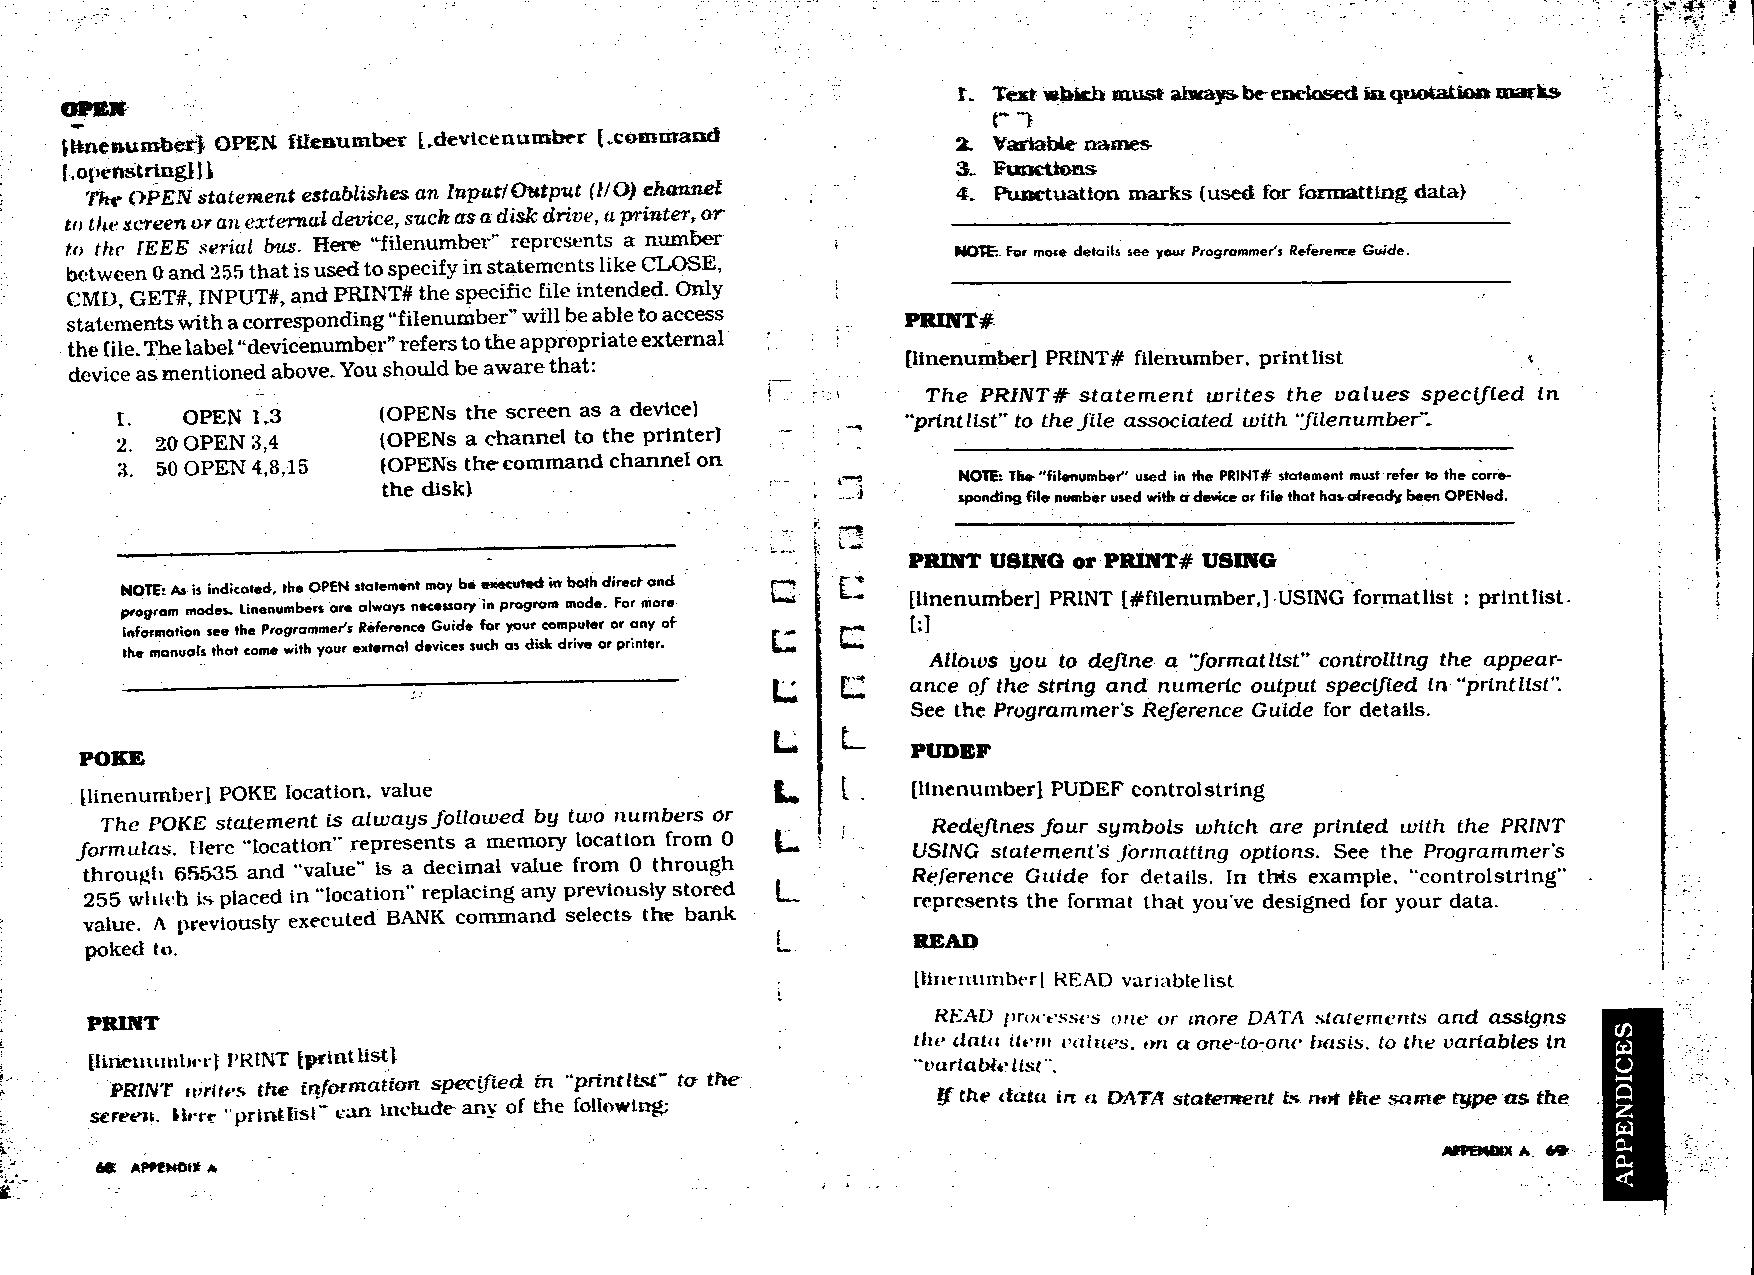 OPEN
[linenumber] OPEN filenumber [,devicenumber [,command
[,openstring]]]
The OPEN statement establishes an Input/Output (I/O) channel
to the screen or an external device, such as a disk drive, a printer, or
to the IEEE serial bus. Here "filenumber" represents a number
between 0 and 255 that is used to specify in statements like CLOSE,
CMD, GET#, INPUT#, and PRINT# the specific file intended. Only
statements with a corresponding "filenumber" will be able to access
the file. The label "devicenumber" refers to the appropriate external
device as mentioned above. You should be aware that:
1. OPEN 1,3 (OPENs the screen as a device)
2. 20 OPEN 3,4 (OPENs a channel to the printer)
3. 50 OPEN 4,8,15 (OPENs the command channel on
the disk)
NOTE: As is indicated, the OPEN statement may be executed in both direct and
program modes. Linenumbers are always necessary in program mode. For more
information see the Programmer's Reference Guide for your computer or any of
the manuals that come with your external devices such as disk drive or printer.
POKE
[linenumber] POKE location, value
The POKE statement is always followed by two numbers or
formulas. Here "location" represents a memory location from 0
through 65535 and "value" is a decimal value from 0 through
255 which is placed in "location" replacing any previously stored
value. A previously executed BANK command selects the bank
poked to.
PRINT
[linenumber] PRINT [printlist]
PRINT writes the information specified in "printlist" to the
screen. Here "printlist" can include any of the following:
68 APPENDIX A
1. Text which must always be enclosed in quotation marks
(" ")
2. Variable names
3. Functions
4. Punctuation marks (used for formatting data)
NOTE: For more details see your Programmer's Reference Guide.
PRINT#
[linenumber] PRINT# filenumber, printlist
The PRINT# statement writes the values specified in
"printlist" to the file associated with "filenumber".
NOTE: The "filenumber" used in the PRINT# statement must refer to the corre-
sponding file number used with a device or file that has already been OPENed.
PRINT USING or PRINT# USING
[linenumber] PRINT [#filenumber,] USING formatlist ; printlist
[;]
Allows you to define a "formatlist" controlling the appear-
ance of the string and numeric output specified in "printlist".
See the Programmer's Reference Guide for details.
PUDEF
[linenumber] PUDEF controlstring
Redefines four symbols which are printed with the PRINT
USING statement's formatting options. See the Programmer's
Reference Guide for details. In this example, "controlstring"
represents the format that you've designed for your data.
READ
[linenumber] READ variablelist
READ processes one or more DATA statements and assigns
the data item values, on a one-to-one basis, to the variables in
"variablelist".
If the data in a DATA statement is not the same type as the
APPENDIX A 69
APPENDICES